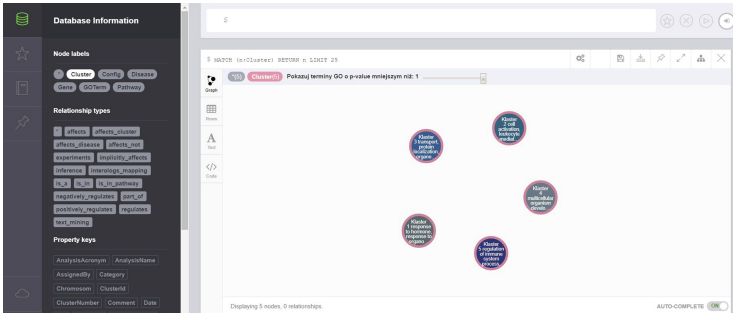 Database Information
Node labels
* Cluster Config Disease
Gene GOTerm Pathway
Relationship types
* affects affects_cluster
affects_disease affects_not
experiments implicitly_affects
inference interologs_mapping
is_a is_in is_in_pathway
negatively_regulates part_of
positively_regulates regulates
text_mining
Property keys
AnalysisAcronym AnalysisName
AssignedBy Category
Chromosom ClusterId
ClusterNumber Comment Date
$
$ MATCH (n:Cluster) RETURN n LIMIT 25
*(5) Cluster(5) Pokazuj terminy GO o p-value mniejszym niż: 1
Graph
Rows
Text
Code
Klaster
2 cell
activation,
leukocyte
mediat...
Klaster
3 transport,
protein
localization,
organo...
Klaster
4
multicellular
organism
develo...
Klaster
1 response
to hormone,
response to
organo...
Klaster
5 regulation
of immune
system
process...
Displaying 5 nodes, 0 relationships.
AUTO-COMPLETE ON